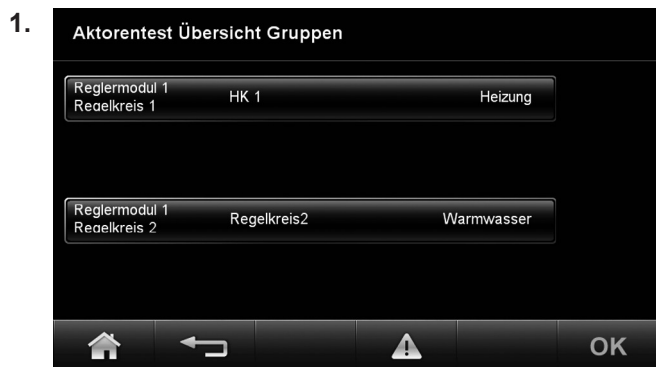 1.
Aktorentest Übersicht Gruppen
Reglermodul 1
Regelkreis 1
HK 1
Heizung
Reglermodul 1
Regelkreis 2
Regelkreis2
Warmwasser
OK